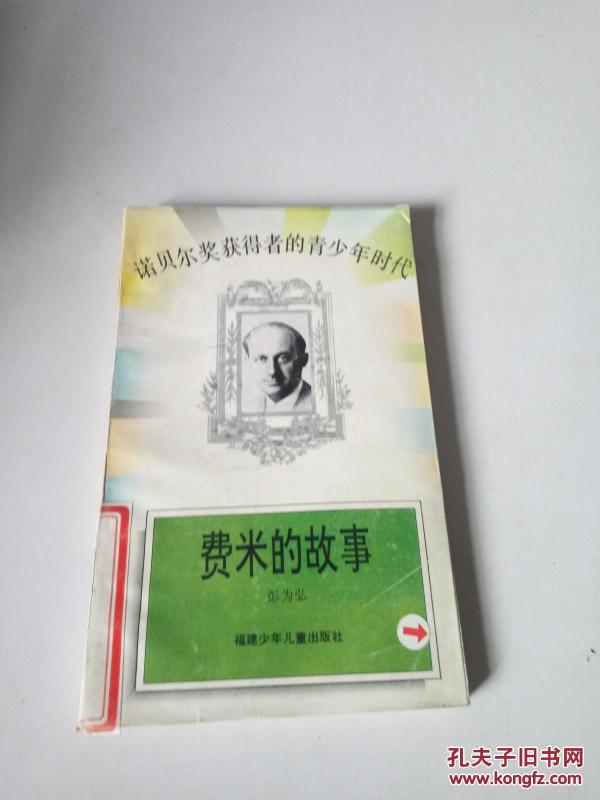 诺贝尔奖获得者的青少年时代
费米的故事
彭为弘
福建少年儿童出版社
孔夫子旧书网
www.kongfz.com